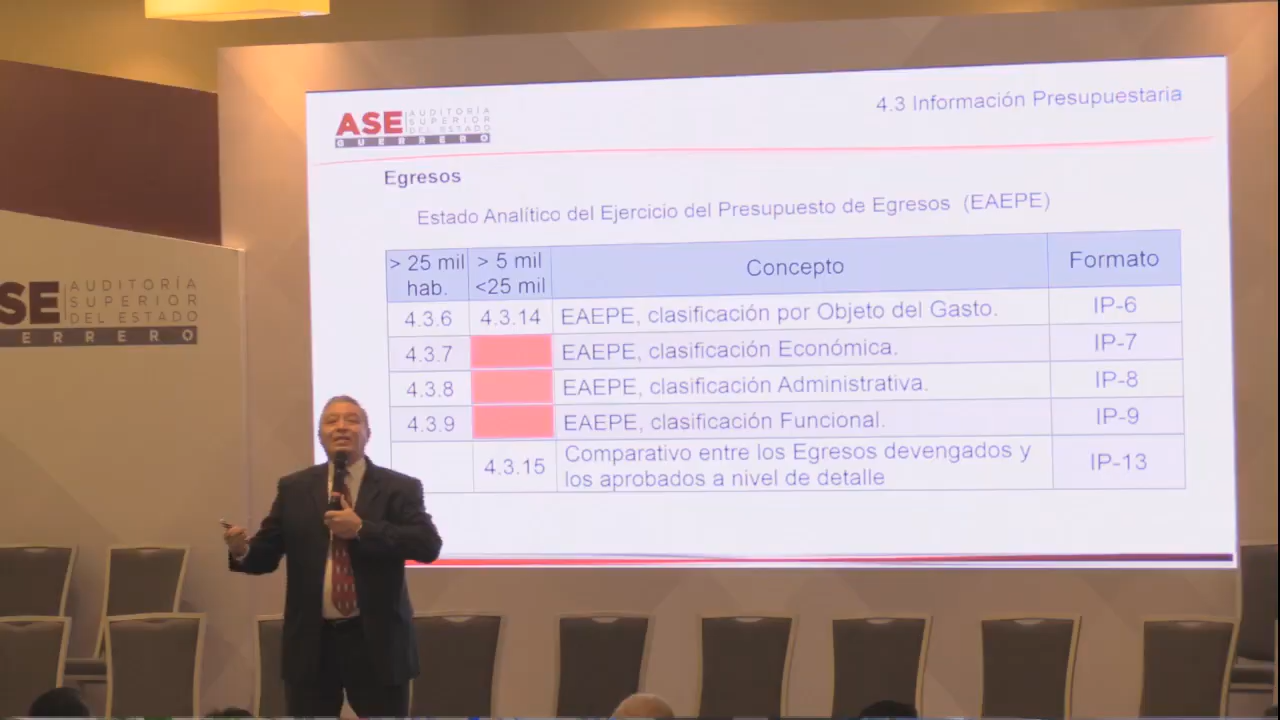 ASE AUDITORÍA
SUPERIOR
DEL ESTADO
GUERRERO
4.3 Información Presupuestaria
Egresos
Estado Analítico del Ejercicio del Presupuesto de Egresos (EAEPE)
> 25 mil hab. > 5 mil <25 mil Concepto Formato
4.3.6 4.3.14 EAEPE, clasificación por Objeto del Gasto. IP-6
4.3.7 EAEPE, clasificación Económica. IP-7
4.3.8 EAEPE, clasificación Administrativa. IP-8
4.3.9 EAEPE, clasificación Funcional. IP-9
4.3.15 Comparativo entre los Egresos devengados y
los aprobados a nivel de detalle IP-13
SE AUDITORÍA
SUPERIOR
DEL ESTADO
ERRERO